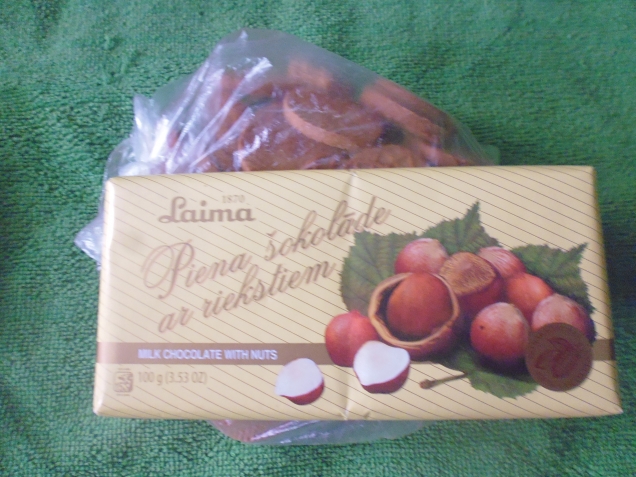 1870
Laima
Piena šokolāde
ar riekstiem
MILK CHOCOLATE WITH NUTS
100 g (3.53 OZ)